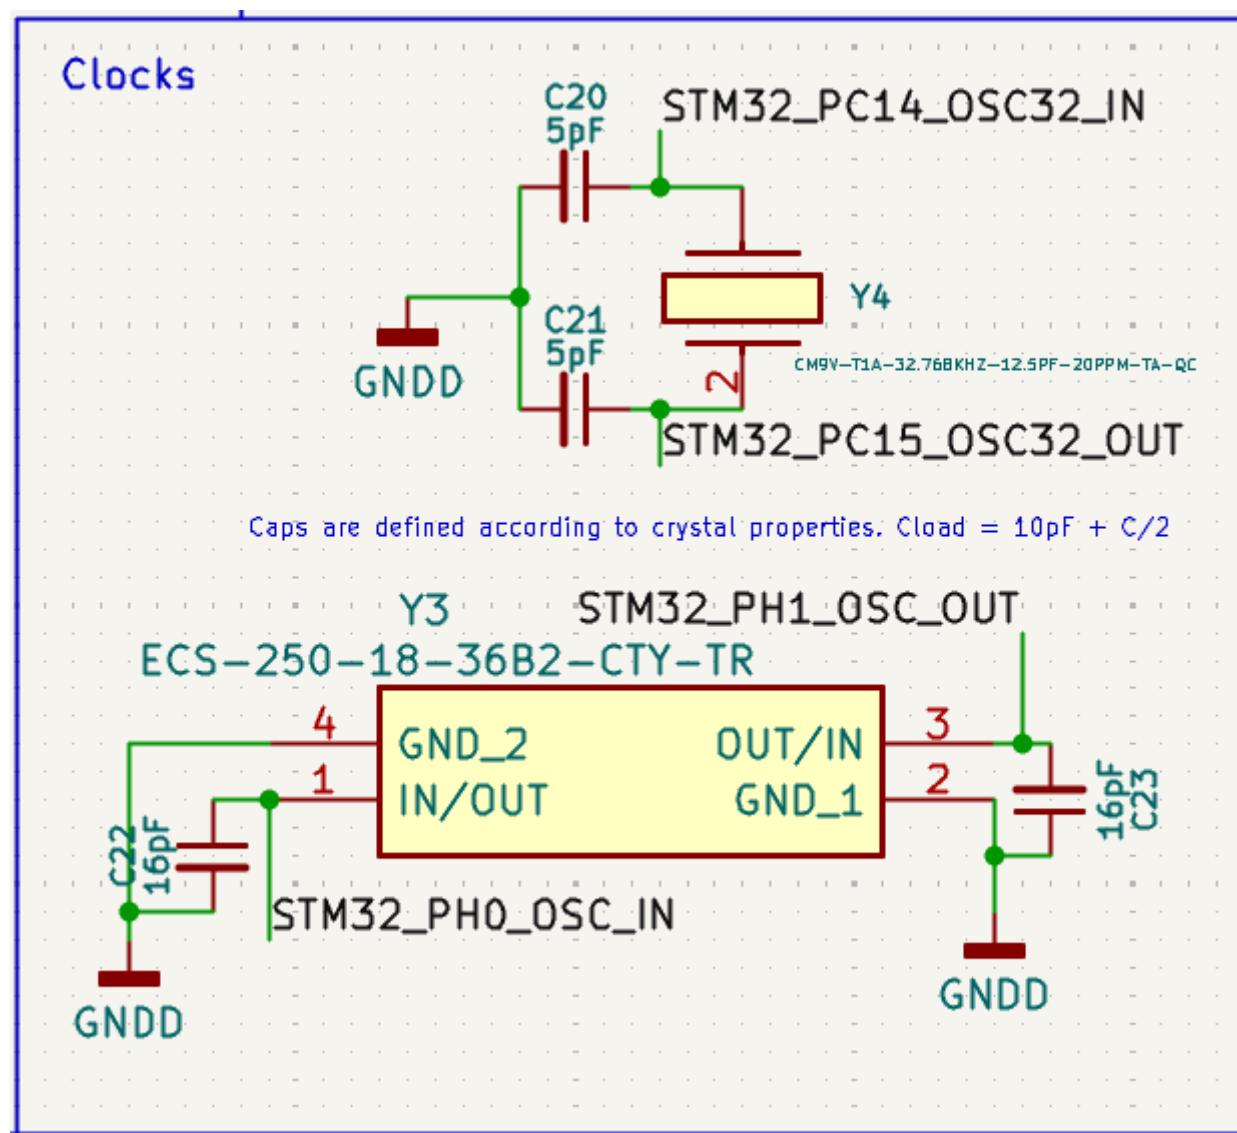 Clocks
C20
5pF
STM32_PC14_OSC32_IN
Y4
C21
5pF
CM9V-T1A-32.768KHZ-12.5PF-20PPM-TA-QC
2
GNDD
STM32_PC15_OSC32_OUT
Caps are defined according to crystal properties. Cload = 10pF + C/2
Y3
STM32_PH1_OSC_OUT
ECS-250-18-36B2-CTY-TR
4
GND_2
OUT/IN
3
1
IN/OUT
GND_1
2
16pF
C23
C22
16pF
STM32_PH0_OSC_IN
GNDD
GNDD